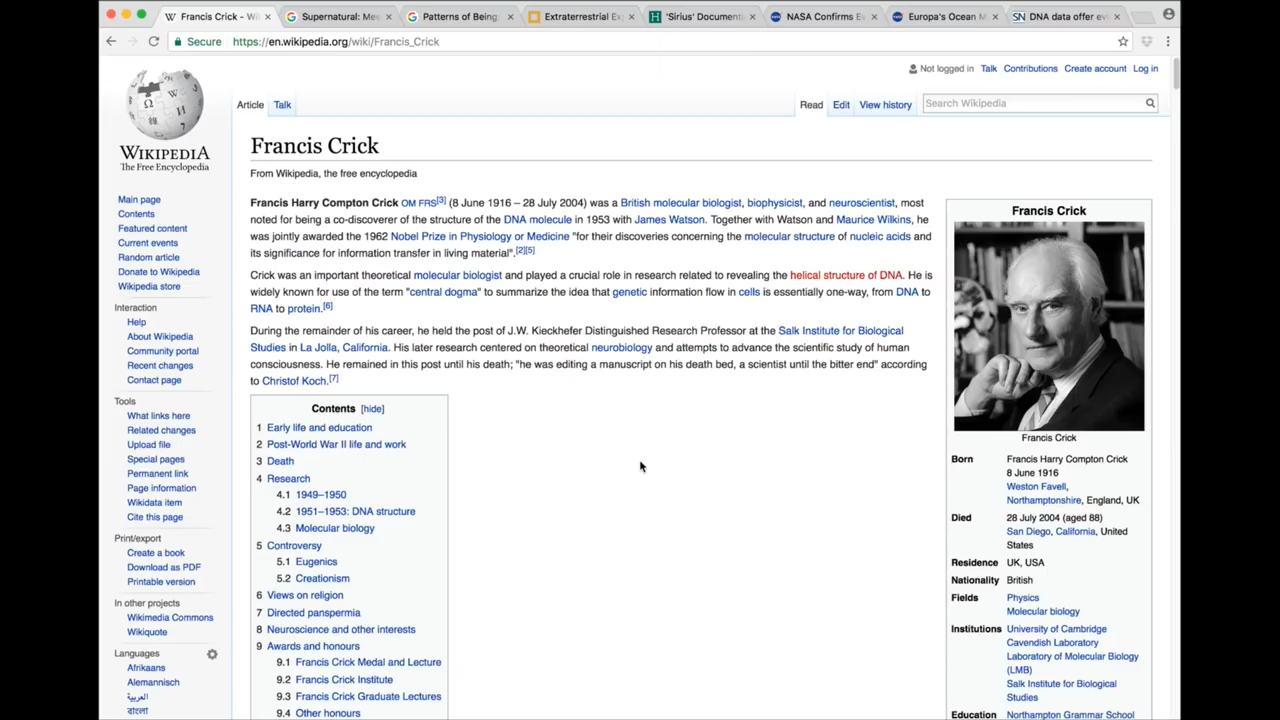 Francis Crick - Wiki
Supernatural: Me
Patterns of Being
Extraterrestrial Ex
'Sirius' Document
NASA Confirms Ev
Europa's Ocean M
DNA data offer ev
Secure
https://en.wikipedia.org/wiki/Francis_Crick
Not logged in Talk Contributions Create account Log in
Article Talk
Read Edit View history
Search Wikipedia
WIKIPEDIA
The Free Encyclopedia
Main page
Contents
Featured content
Current events
Random article
Donate to Wikipedia
Wikipedia store
Interaction
Help
About Wikipedia
Community portal
Recent changes
Contact page
Tools
What links here
Related changes
Upload file
Special pages
Permanent link
Page information
Wikidata item
Cite this page
Print/export
Create a book
Download as PDF
Printable version
In other projects
Wikimedia Commons
Wikiquote
Languages
Afrikaans
Alemannisch
العربية
বাংলা
Francis Crick
From Wikipedia, the free encyclopedia
Francis Harry Compton Crick OM FRS[3] (8 June 1916 – 28 July 2004) was a British molecular biologist, biophysicist, and neuroscientist, most
noted for being a co-discoverer of the structure of the DNA molecule in 1953 with James Watson. Together with Watson and Maurice Wilkins, he
was jointly awarded the 1962 Nobel Prize in Physiology or Medicine "for their discoveries concerning the molecular structure of nucleic acids and
its significance for information transfer in living material".[2][5]
Crick was an important theoretical molecular biologist and played a crucial role in research related to revealing the helical structure of DNA. He is
widely known for use of the term "central dogma" to summarize the idea that genetic information flow in cells is essentially one-way, from DNA to
RNA to protein.[6]
During the remainder of his career, he held the post of J.W. Kieckhefer Distinguished Research Professor at the Salk Institute for Biological
Studies in La Jolla, California. His later research centered on theoretical neurobiology and attempts to advance the scientific study of human
consciousness. He remained in this post until his death; "he was editing a manuscript on his death bed, a scientist until the bitter end" according
to Christof Koch.[7]
Contents [hide]
1 Early life and education
2 Post-World War II life and work
3 Death
4 Research
4.1 1949–1950
4.2 1951–1953: DNA structure
4.3 Molecular biology
5 Controversy
5.1 Eugenics
5.2 Creationism
6 Views on religion
7 Directed panspermia
8 Neuroscience and other interests
9 Awards and honours
9.1 Francis Crick Medal and Lecture
9.2 Francis Crick Institute
9.3 Francis Crick Graduate Lectures
9.4 Other honours
Francis Crick
Francis Crick
Born Francis Harry Compton Crick
8 June 1916
Weston Favell,
Northamptonshire, England, UK
Died 28 July 2004 (aged 88)
San Diego, California, United
States
Residence UK, USA
Nationality British
Fields Physics
Molecular biology
Institutions University of Cambridge
Cavendish Laboratory
Laboratory of Molecular Biology
(LMB)
Salk Institute for Biological
Studies
Education Northampton Grammar School